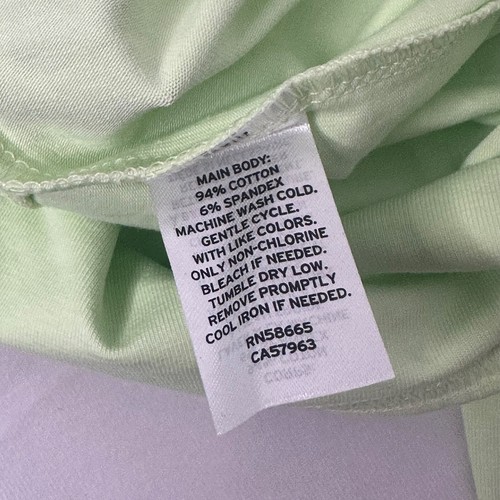 MAIN BODY:
94% COTTON
6% SPANDEX
MACHINE WASH COLD.
GENTLE CYCLE.
WITH LIKE COLORS.
ONLY NON-CHLORINE
BLEACH IF NEEDED.
TUMBLE DRY LOW.
REMOVE PROMPTLY
COOL IRON IF NEEDED.
RN58665
CA57963